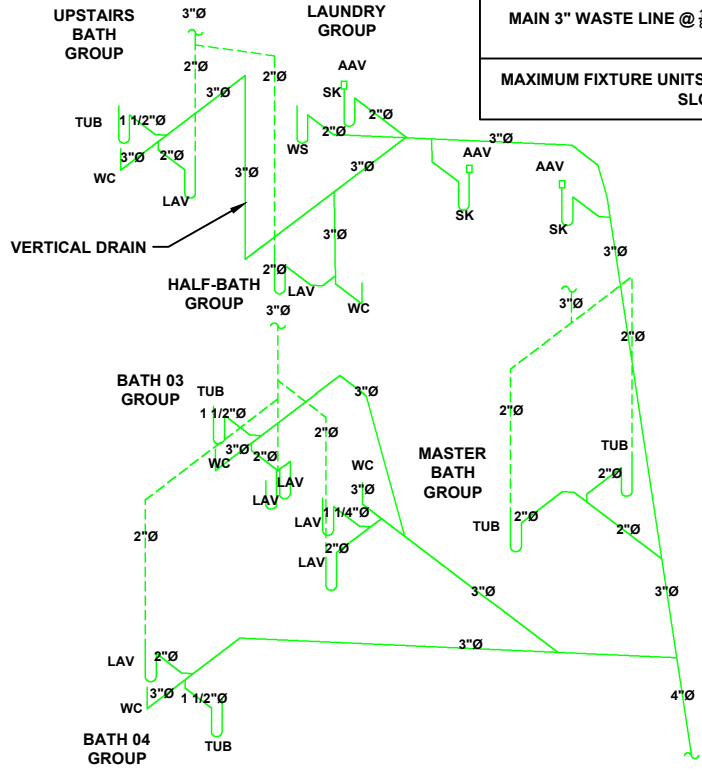 UPSTAIRS
BATH
GROUP
3"Ø
LAUNDRY
GROUP
MAIN 3" WASTE LINE @
MAXIMUM FIXTURE UNITS
2"Ø
2"Ø
3"Ø
AAV
SK
2"Ø
TUB
1 1/2"Ø
2"Ø
WS
3"Ø
3"Ø
2"Ø
WC
3"Ø
3"Ø
AAV
AAV
LAV
SK
SK
VERTICAL DRAIN
3"Ø
3"Ø
2"Ø
HALF-BATH
GROUP
LAV
WC
3"Ø
3"Ø
2"Ø
BATH 03
GROUP
TUB
3"Ø
1 1/2"Ø
2"Ø
2"Ø
3"Ø
2"Ø
WC
MASTER
BATH
GROUP
TUB
WC
3"Ø
2"Ø
LAV
LAV
LAV
1 1/4"Ø
2"Ø
TUB
2"Ø
2"Ø
2"Ø
LAV
3"Ø
3"Ø
3"Ø
LAV
2"Ø
3"Ø
1 1/2"Ø
WC
4"Ø
BATH 04
GROUP
TUB